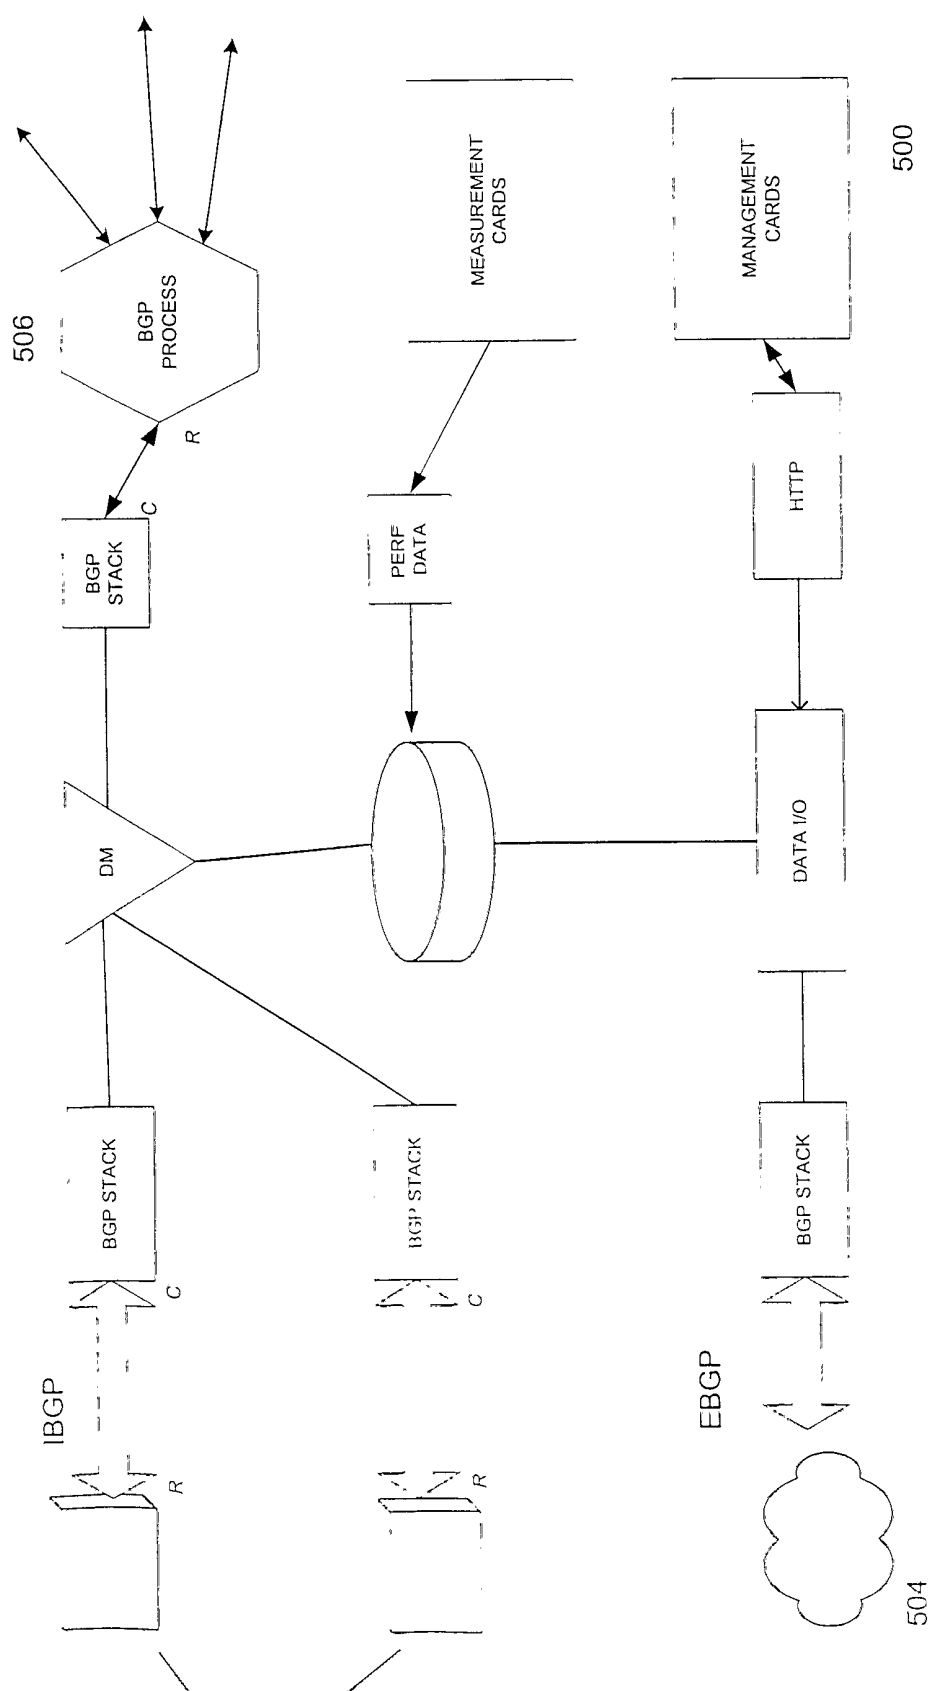 506
IBGP
BGP STACK
DM
BGP
STACK
BGP
PROCESS
R
C
C
R
BGP STACK
PERF
DATA
MEASUREMENT
CARDS
R
C
EBGP
BGP STACK
DATA I/O
HTTP
MANAGEMENT
CARDS
504
500